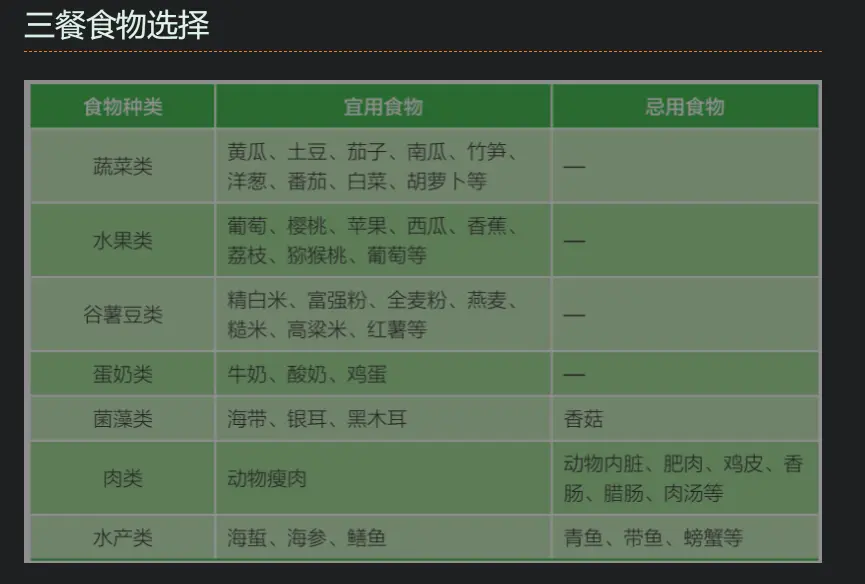 三餐食物选择
食物种类 宜用食物 忌用食物
蔬菜类 黄瓜、土豆、茄子、南瓜、竹笋、
洋葱、番茄、白菜、胡萝卜等 —
水果类 葡萄、樱桃、苹果、西瓜、香蕉、
荔枝、猕猴桃、葡萄等 —
谷薯豆类 精白米、富强粉、全麦粉、燕麦、
糙米、高粱米、红薯等 —
蛋奶类 牛奶、酸奶、鸡蛋 —
菌藻类 海带、银耳、黑木耳 香菇
肉类 动物瘦肉 动物内脏、肥肉、鸡皮、香
肠、腊肠、肉汤等
水产类 海蜇、海参、鳝鱼 青鱼、带鱼、螃蟹等